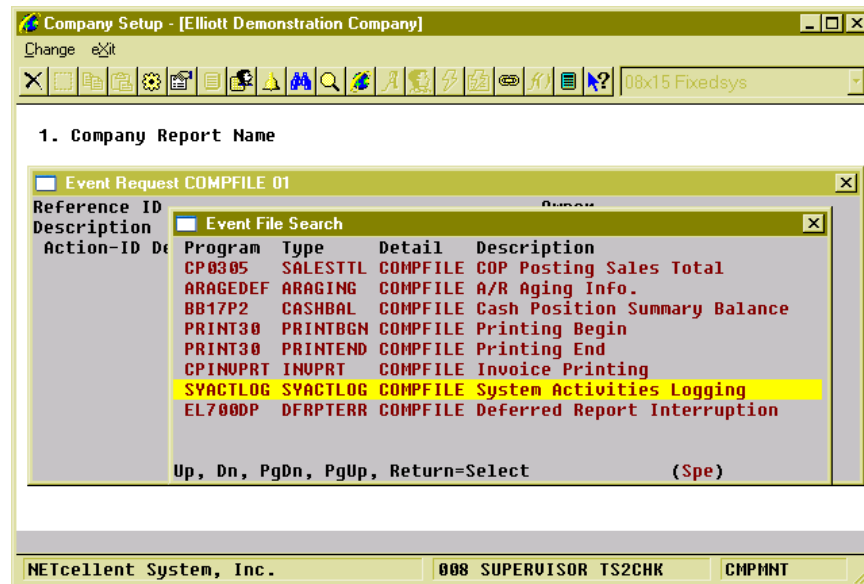 Company Setup - [Elliott Demonstration Company]
Change eXit
08x15 Fixedsys
1. Company Report Name
Event Request COMPFILE 01
Reference ID
Description
Action-ID De
Event File Search
Program Type Detail Description
CP0305 SALESTTL COMPFILE COP Posting Sales Total
ARAGEDEF ARAGING COMPFILE A/R Aging Info.
BB17P2 CASHBAL COMPFILE Cash Position Summary Balance
PRINT30 PRINTBGN COMPFILE Printing Begin
PRINT30 PRINTEND COMPFILE Printing End
CPINVPRT INVPRT COMPFILE Invoice Printing
SYACTLOG SYACTLOG COMPFILE System Activities Logging
EL700DP DFRPTERR COMPFILE Deferred Report Interruption
Up, Dn, PgDn, PgUp, Return=Select (Spe)
NETcellent System, Inc. 008 SUPERVISOR TS2CHK CMPMNT